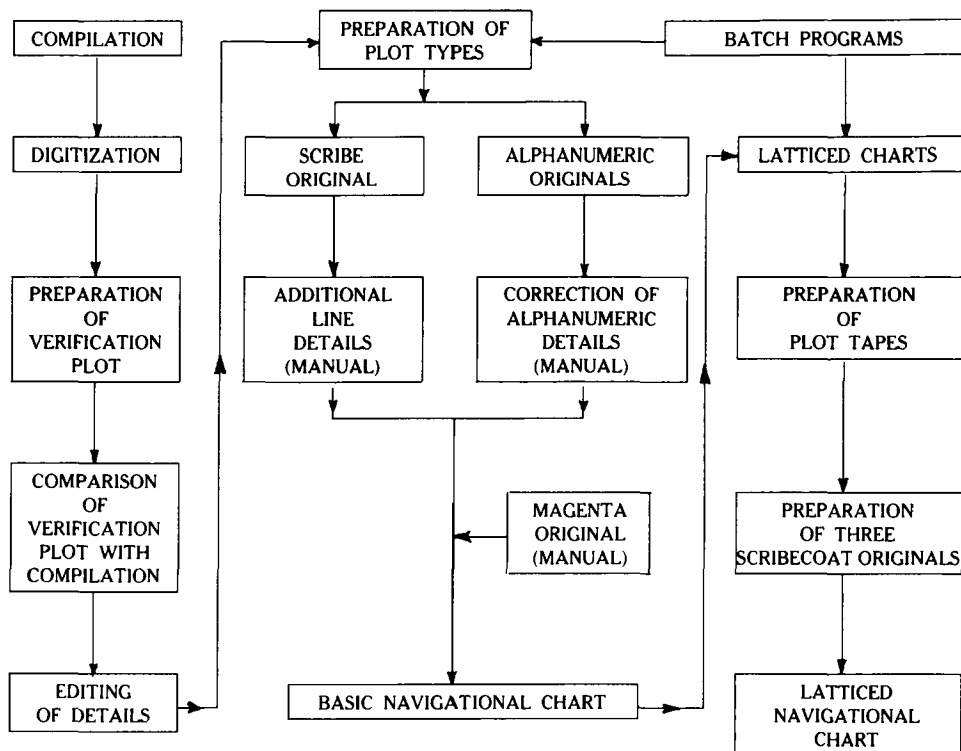 COMPILATION
DIGITIZATION
PREPARATION
OF
VERIFICATION
PLOT
COMPARISON
OF
VERIFICATION
PLOT WITH
COMPILATION
EDITING
OF DETAILS
PREPARATION OF
PLOT TYPES
SCRIBE
ORIGINAL
ALPHANUMERIC
ORIGINALS
ADDITIONAL
LINE
DETAILS
(MANUAL)
CORRECTION OF
ALPHANUMERIC
DETAILS
(MANUAL)
MAGENTA
ORIGINAL
(MANUAL)
BASIC NAVIGATIONAL CHART
BATCH PROGRAMS
LATTICED CHARTS
PREPARATION
OF
PLOT TAPES
PREPARATION
OF THREE
SCRIBECOAT ORIGINALS
LATTICED
NAVIGATIONAL
CHART